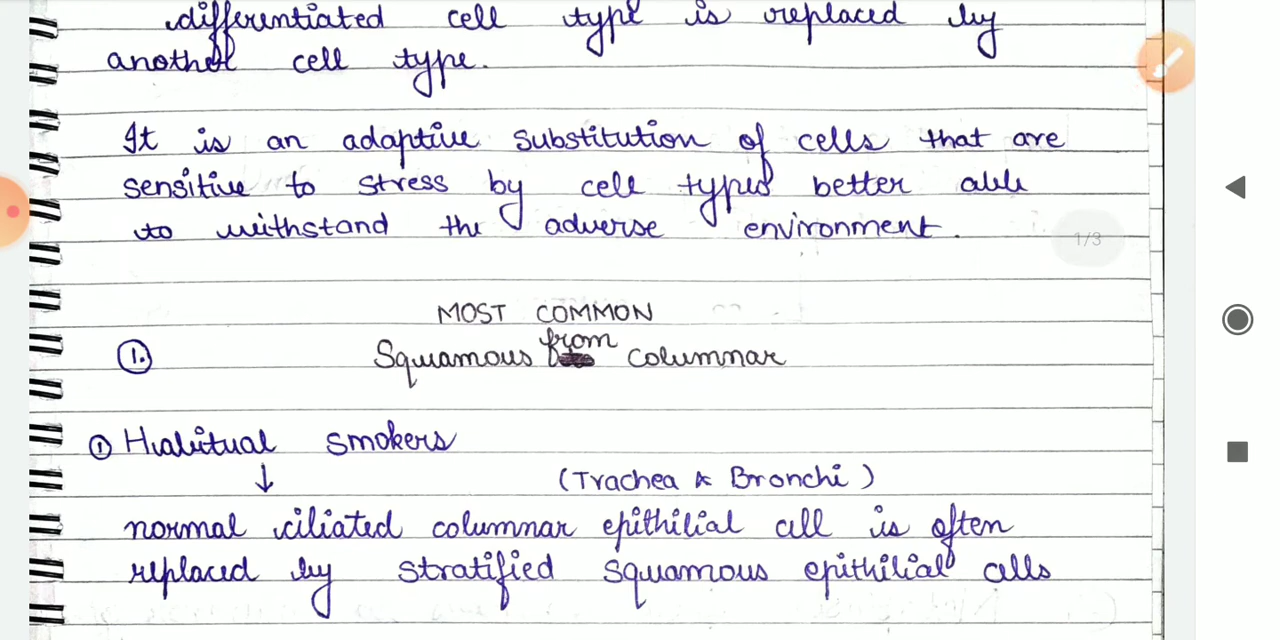 differentiated cell type is replaced by
another cell type.
It is an adaptive substitution of cells that are
sensitive to stress by cell types better able
to withstand the adverse environment.
1/3
MOST COMMON
1. Squamous from columnar
1 Habitual smokers
↓ (Trachea & Bronchi)
normal ciliated columnar epithilial cell is often
replaced by stratified squamous epithilial cells